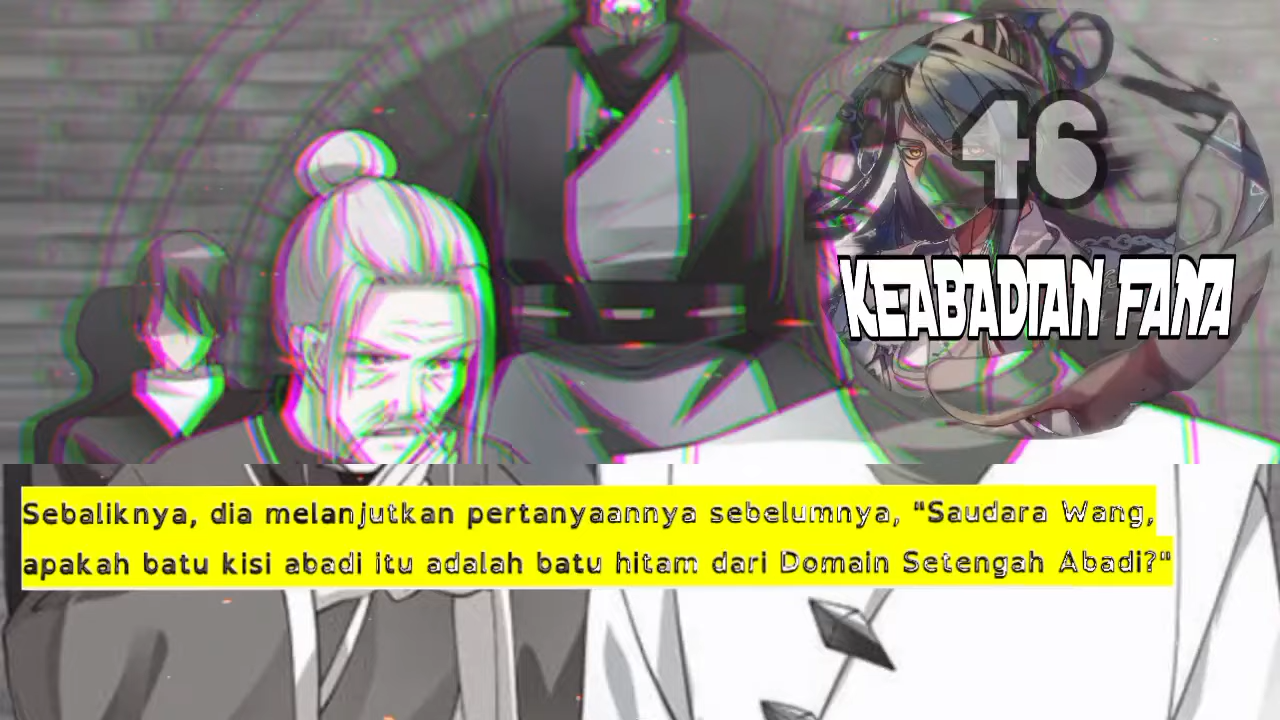 46
KEABADIAN FANA
Sebaliknya, dia melanjutkan pertanyaannya sebelumnya, "Saudara Wang,
apakah batu kisi abadi itu adalah batu hitam dari Domain Setengah Abadi?"